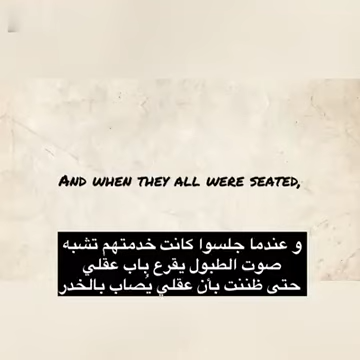 AND WHEN THEY ALL WERE SEATED,
و عندما جلسوا كانت خدمتهم تشبه
صوت الطبول يقرع باب عقلي
حتى ظننت بأن عقلي يُصاب بالخدر